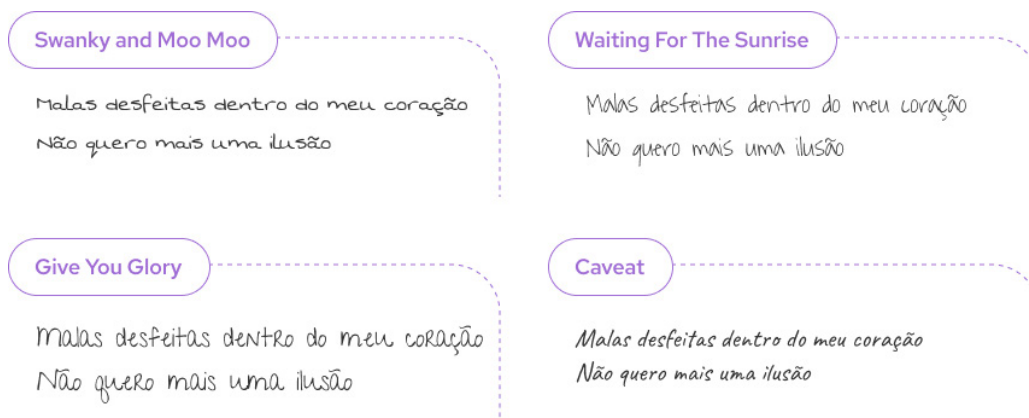 Swanky and Moo Moo
Malas desfeitas dentro do meu coração
Não quero mais uma ilusão
Waiting For The Sunrise
Malas desfeitas dentro do meu coração
Não quero mais uma ilusão
Give You Glory
Malas desfeitas dentro do meu coração
Não quero mais uma ilusão
Caveat
Malas desfeitas dentro do meu coração
Não quero mais uma ilusão